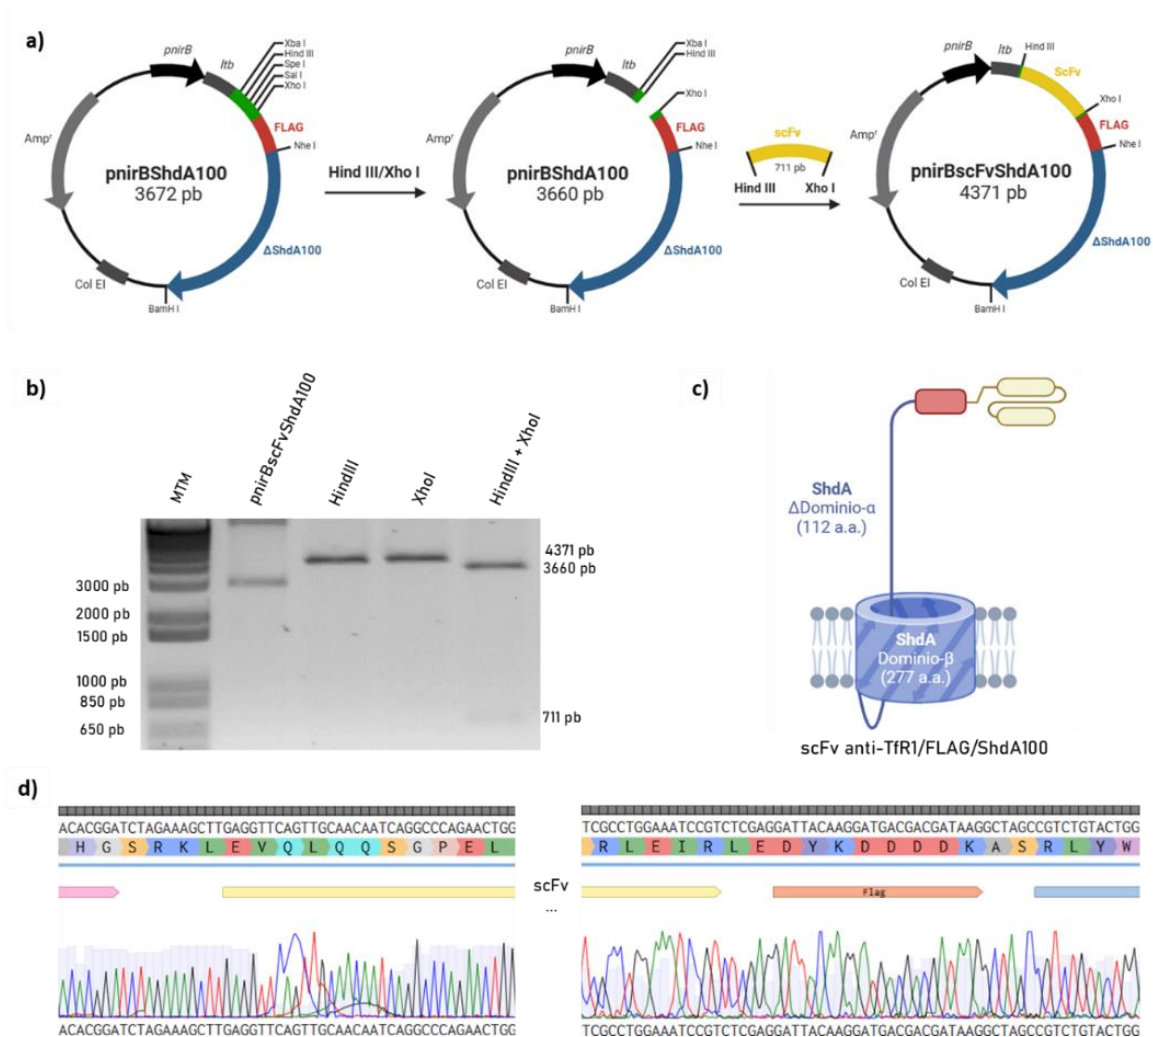 a)
pnirB
ltb
Xba I
Hind III
Spe I
Sal I
Xho I
FLAG
Nhe I
Ampʳ
pnirBShdA100
3672 pb
ΔShdA100
Col EI
BamH I
Hind III/Xho I
pnirB
ltb
Xba I
Hind III
Xho I
FLAG
Nhe I
Ampʳ
pnirBShdA100
3660 pb
ΔShdA100
Col EI
BamH I
scFv
711 pb
Hind III Xho I
pnirB
ltb
Hind III
ScFv
Xho I
FLAG
Nhe I
Ampʳ
pnirBscFvShdA100
4371 pb
ΔShdA100
Col EI
BamH I
b)
MTM
pnirBscFvShdA100
HindIII
XhoI
HindIII + XhoI
3000 pb
2000 pb
1500 pb
1000 pb
850 pb
650 pb
4371 pb
3660 pb
711 pb
c)
ShdA
ΔDominio-α
(112 a.a.)
ShdA
Dominio-β
(277 a.a.)
scFv anti-TfR1/FLAG/ShdA100
d)
ACACGGATCTAGAAAGCTTGAGGTTCAGTTGCAACAATCAGGCCCAGAACTGG
H G S R K L E V Q L Q Q S G P E L
scFv
...
ACACGGATCTAGAAAGCTTGAGGTTCAGTTGCAACAATCAGGCCCAGAACTGG
TCGCCTGGAAATCCGTCTCGAGGATTACAAGGATGACGACGATAAGGCTAGCCGTCTGTACTGG
R L E I R L E D Y K D D D D K A S R L Y W
Flag
TCGCCTGGAAATCCGTCTCGAGGATTACAAGGATGACGACGATAAGGCTAGCCGTCTGTACTGG